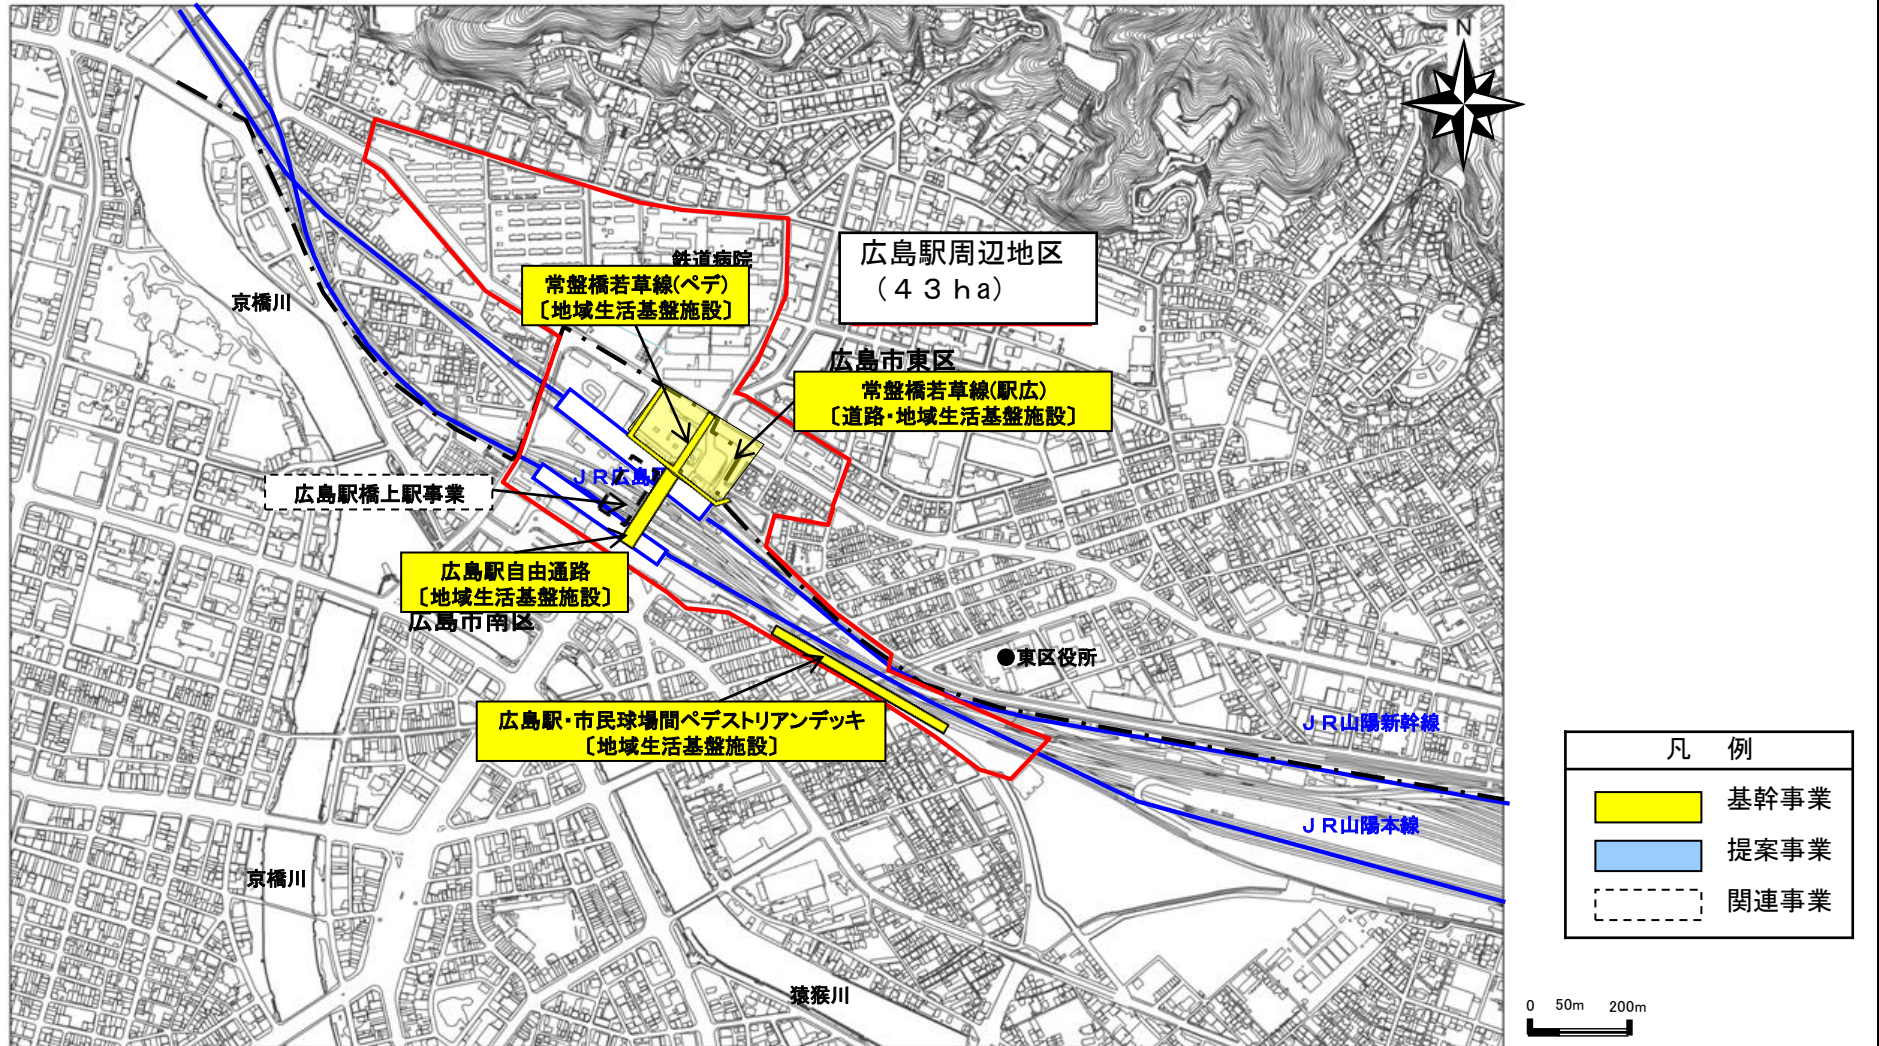 N
広島駅周辺地区
(43ha)
鉄道病院
常盤橋若草線(ペデ)
〔地域生活基盤施設〕
京橋川
広島市東区
常盤橋若草線(駅広)
〔道路・地域生活基盤施設〕
JR広島駅
広島駅橋上駅事業
広島駅自由通路
〔地域生活基盤施設〕
広島市南区
●東区役所
広島駅・市民球場間ペデストリアンデッキ
〔地域生活基盤施設〕
JR山陽新幹線
JR山陽本線
京橋川
猿猴川
凡 例
基幹事業
提案事業
関連事業
0 50m 200m